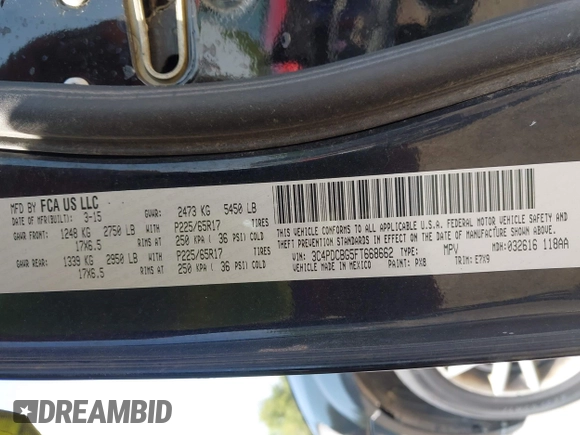 MFD BY FCA US LLC
DATE OF MFR(BUILT): 3-15 GVWR: 2473 KG 5450 LB
GAWR FRONT: 1248 KG 2750 LB P225/65R17 TIRES
17X6.5 RIMS AT 250 KPA ( 36 PSI) COLD
GAWR REAR: 1339 KG 2950 LB P225/65R17 TIRES
17X6.5 RIMS AT 250 KPA ( 36 PSI) COLD
THIS VEHICLE CONFORMS TO ALL APPLICABLE U.S.A. FEDERAL MOTOR VEHICLE SAFETY,
AND THEFT PREVENTION STANDARDS IN EFFECT ON THE DATE OF MANUFACTURE SHOWN ABOVE.
VIN: 3C4PDCBG5FT668662 TYPE: MPV MDH: 032616 118AA
VEHICLE MADE IN MEXICO PAINT: PX8 TRIM: E7X9
DREAMBID